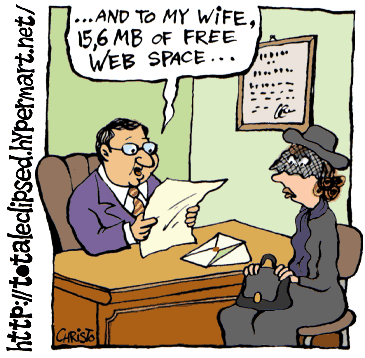 ...AND TO MY WIFE,
15,6 MB OF FREE
WEB SPACE...
http://totaleclipsed.hypermart.net/
CHRISTO